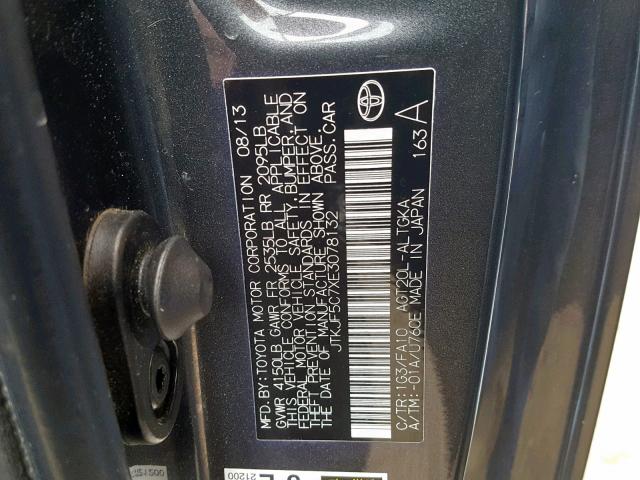 MFD.BY:TOYOTA MOTOR CORPORATION 08/13
GVWR 4150LB GAWR FR 2535LB RR 2095LB
THIS VEHICLE CONFORMS TO ALL APPLICABLE
FEDERAL MOTOR VEHICLE SAFETY, BUMPER, AND
THEFT PREVENTION STANDARDS IN EFFECT ON
THE DATE OF MANUFACTURE SHOWN ABOVE.
JTKJF5C7XE3078132 PASS.CAR
C/TR:1G3/FA10 AGT20L-ALTGKA
A/TM:-01A/U760E MADE IN JAPAN 163 A
21200